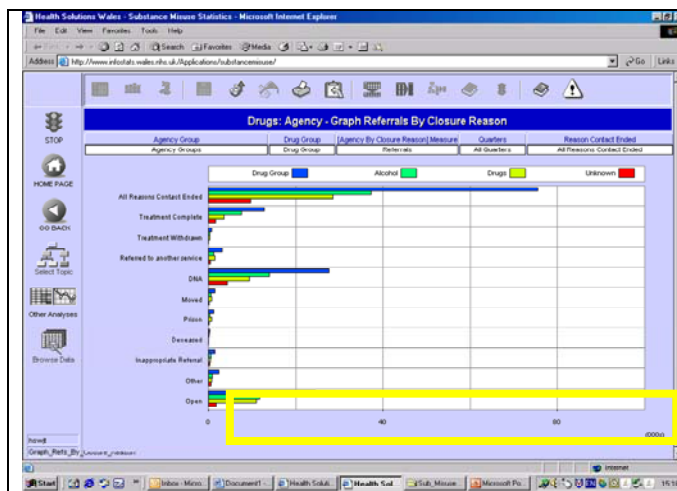 Health Solutions Wales - Substance Misuse Statistics - Microsoft Internet Explorer
File Edit View Favorites Tools Help
Search Favorites Media
Address http://www.infostats.wales.nhs.uk/Applications/substancemisuse/ Go Links
Drugs: Agency - Graph Referrals By Closure Reason
Agency Group Drug Group [Agency By Closure Reason].Measure Quarters Reason Contact Ended
Agency Groups Drug Group Referrals All Quarters All Reasons Contact Ended
STOP
HOME PAGE
GO BACK
Select Topic
Other Analyses
Browse Data
Drug Group Alcohol Drugs Unknown
All Reasons Contact Ended
Treatment Complete
Treatment Withdrawn
Referred to another service
DNA
Moved
Prison
Deceased
Inappropriate Referral
Other
Open
0 40 80
(000s)
howdi
Graph_Refs_By_Closure_Reason
Internet
Start Inbox - Micro... Document1 - Health Soluti... Health Sol... Sub_Misuse Microsoft Po... 15:18